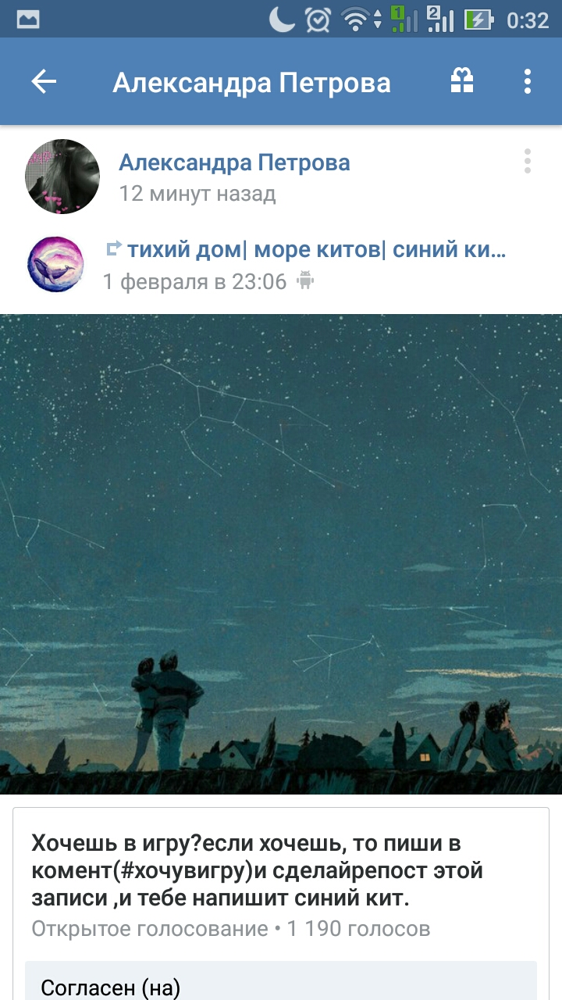 1 2 0:32
Александра Петрова
Александра Петрова
12 минут назад
тихий дом| море китов| синий ки...
1 февраля в 23:06
Хочешь в игру?если хочешь, то пиши в
комент(#хочувигру)и сделайрепост этой
записи ,и тебе напишит синий кит.
Открытое голосование • 1 190 голосов
Согласен (на)